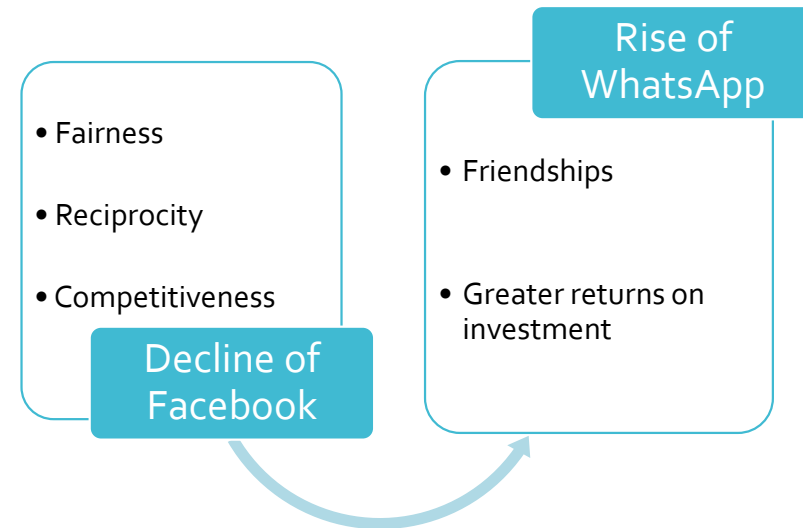 • Fairness
• Reciprocity
• Competitiveness
Decline of
Facebook
Rise of
WhatsApp
• Friendships
• Greater returns on
investment